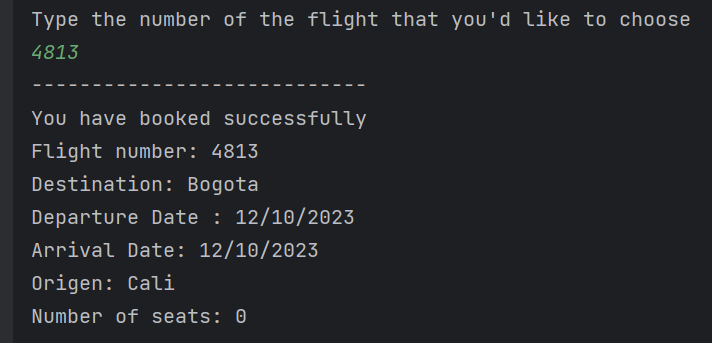 Type the number of the flight that you'd like to choose
4813
----------------------------
You have booked successfully
Flight number: 4813
Destination: Bogota
Departure Date : 12/10/2023
Arrival Date: 12/10/2023
Origen: Cali
Number of seats: 0